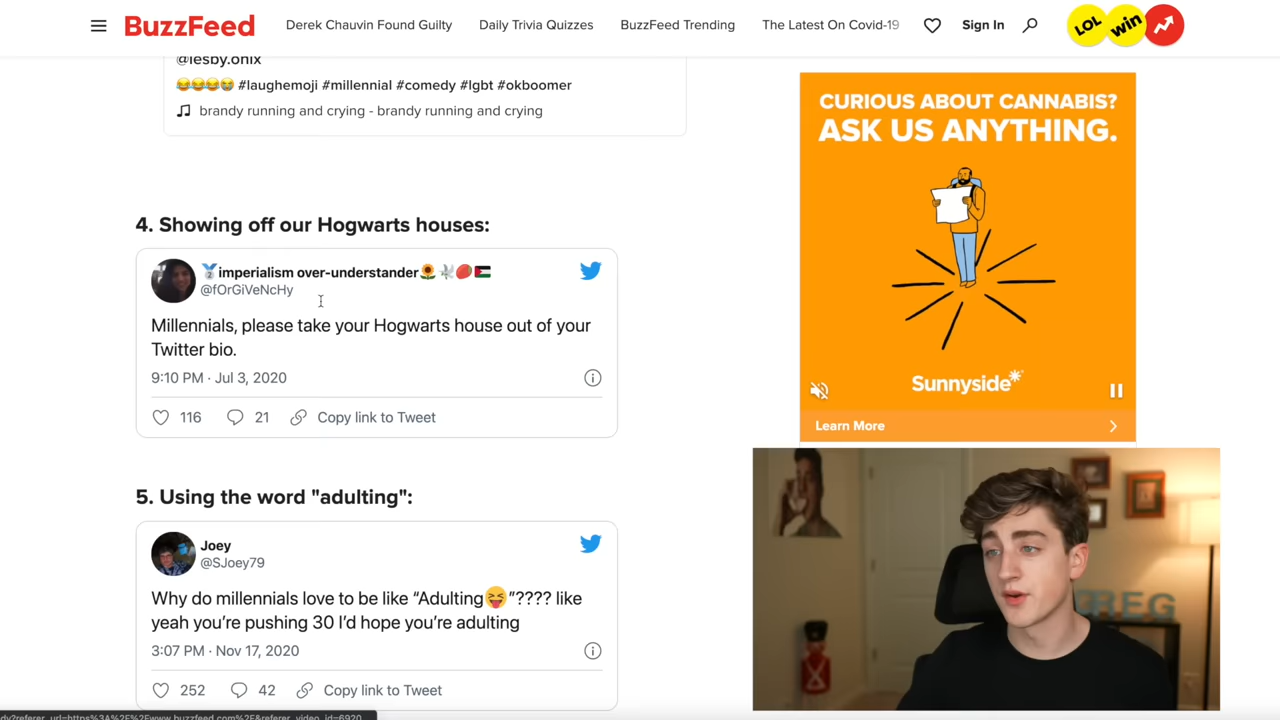 BuzzFeed
Derek Chauvin Found Guilty
Daily Trivia Quizzes
BuzzFeed Trending
The Latest On Covid-19
Sign In
LOL
win
@lesby.onix
😂😂😂😭 #laughemoji #millennial #comedy #lgbt #okboomer
brandy running and crying - brandy running and crying
4. Showing off our Hogwarts houses:
🥈imperialism over-understander🌻🕊🥊🇵🇸
@fOrGiVeNcHy
Millennials, please take your Hogwarts house out of your
Twitter bio.
9:10 PM · Jul 3, 2020
116
21
Copy link to Tweet
5. Using the word "adulting":
Joey
@SJoey79
Why do millennials love to be like “Adulting😝”???? like
yeah you’re pushing 30 I’d hope you’re adulting
3:07 PM · Nov 17, 2020
252
42
Copy link to Tweet
CURIOUS ABOUT CANNABIS?
ASK US ANYTHING.
Sunnyside
Learn More
REG